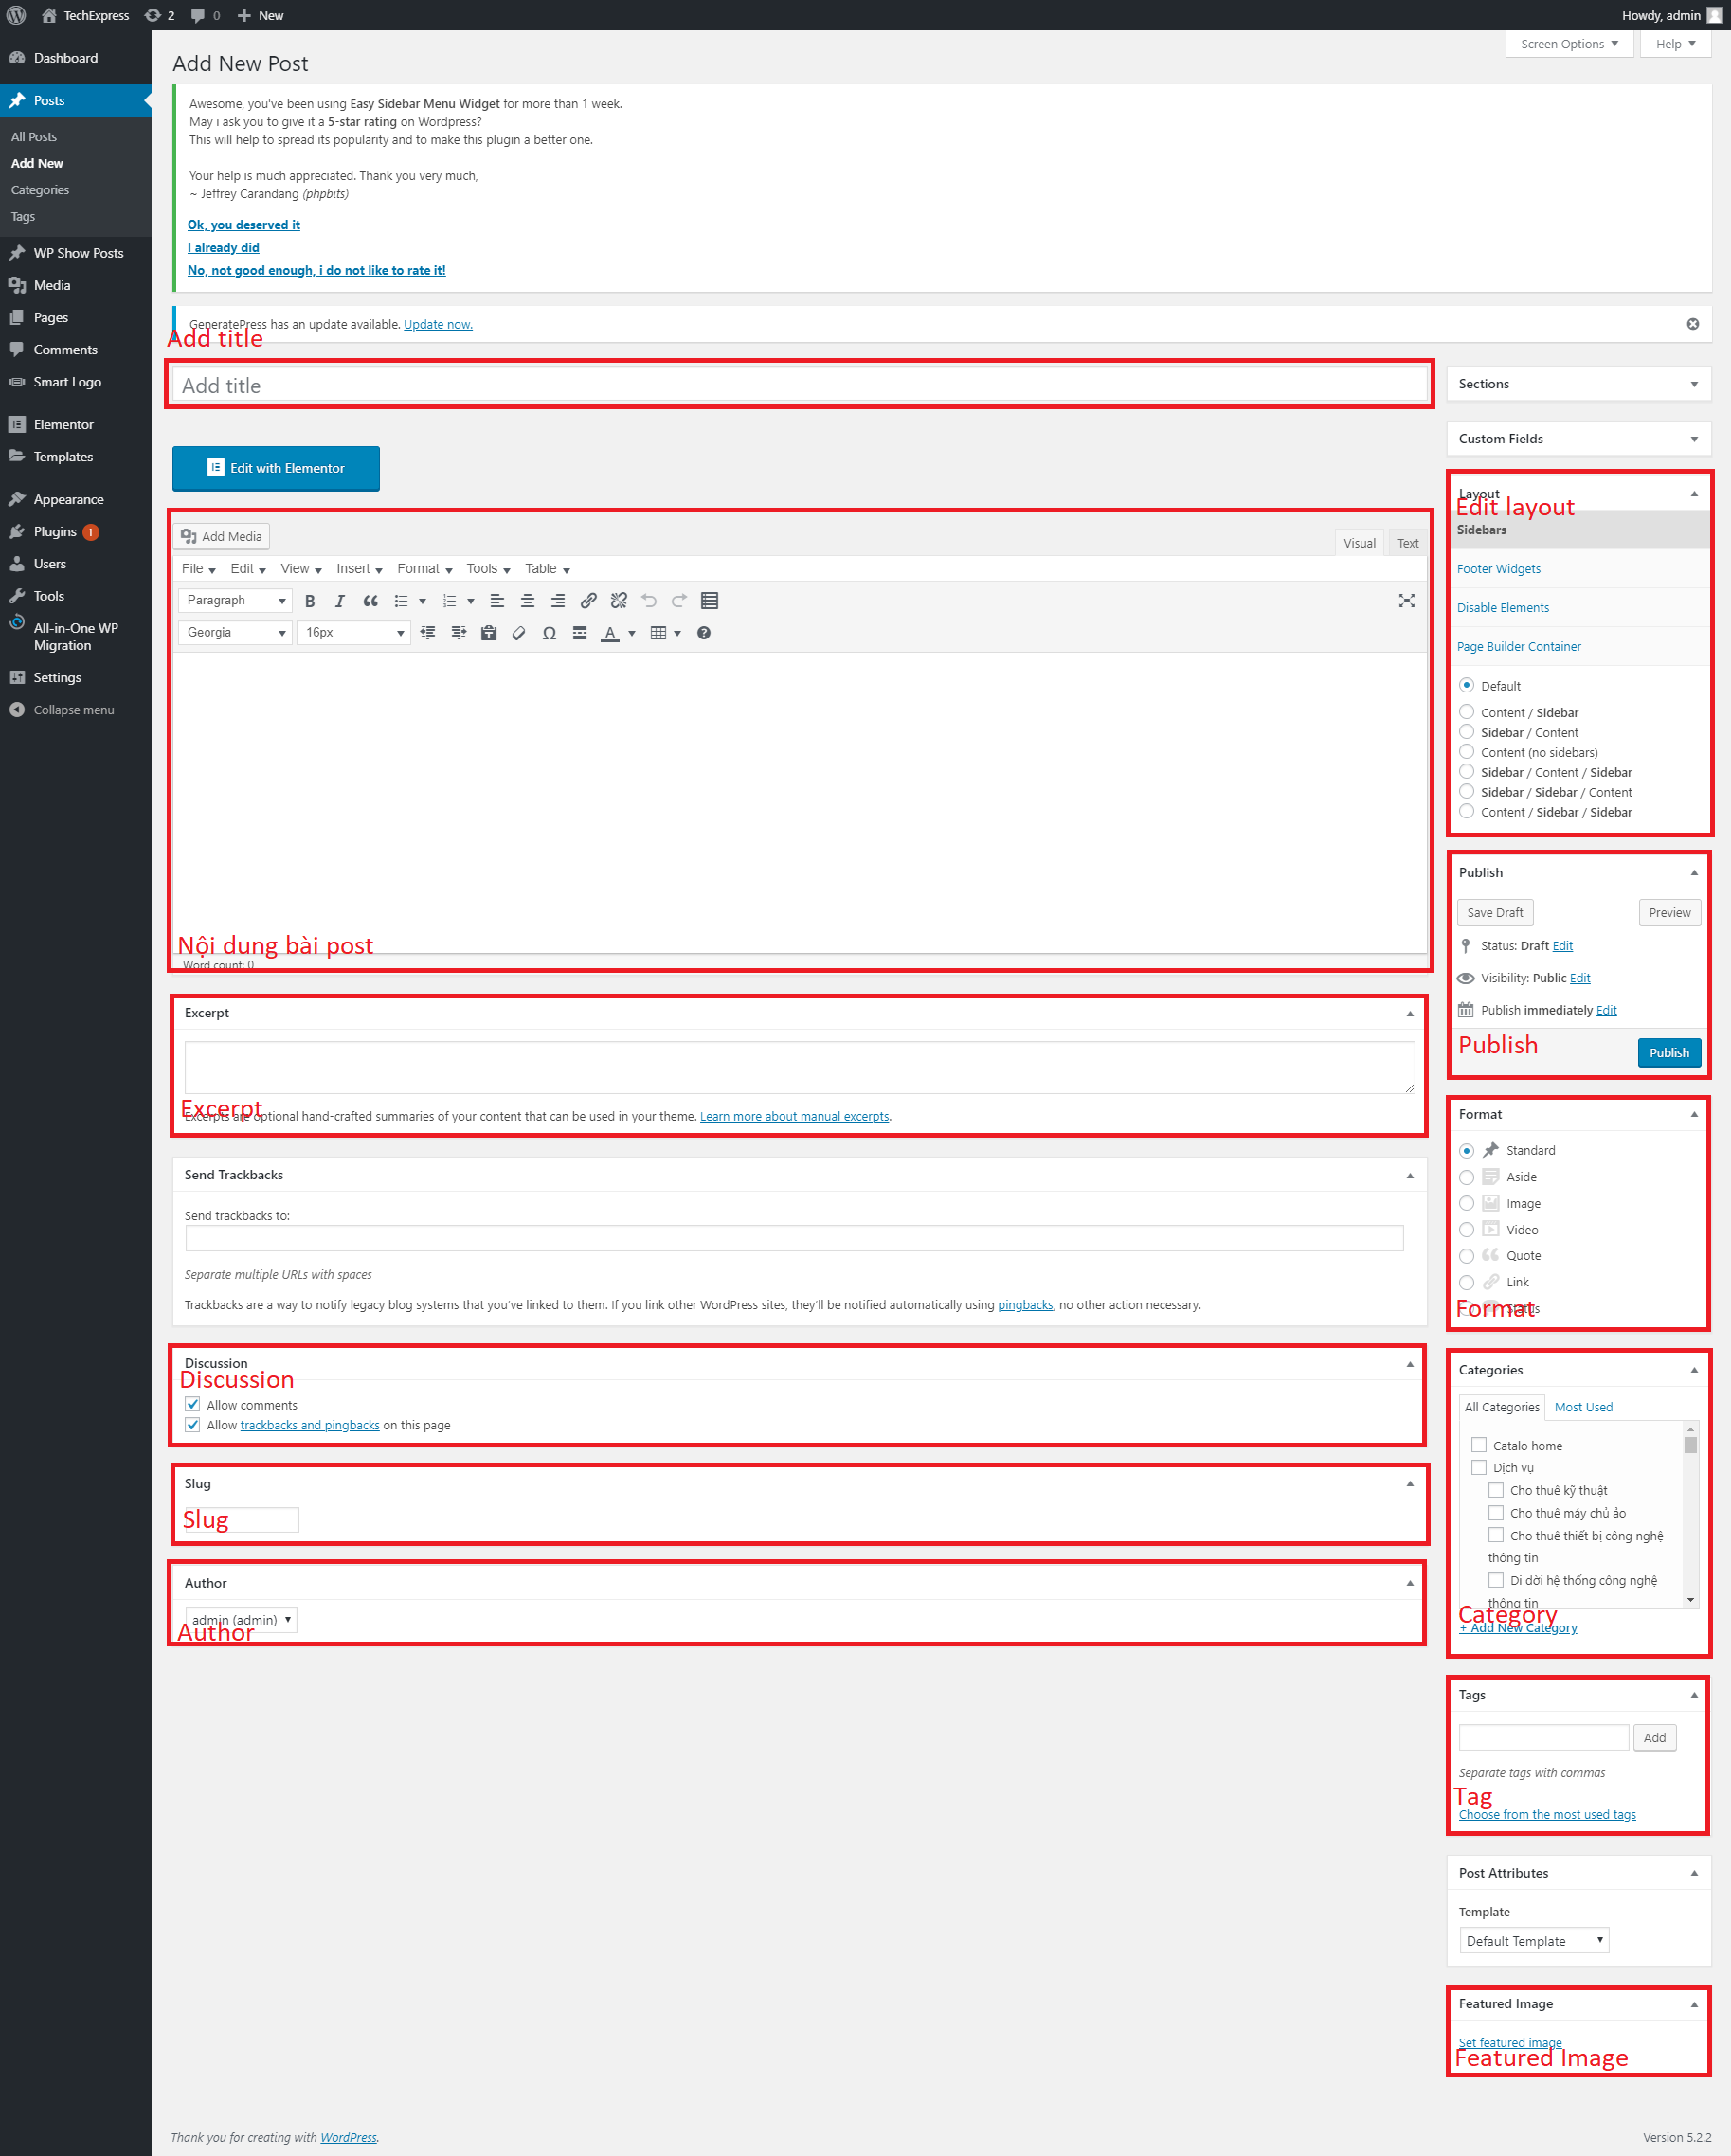 TechExpress 2 0 New Howdy, admin
Dashboard
Posts
All Posts
Add New
Categories
Tags
WP Show Posts
Media
Pages
Comments
Smart Logo
Elementor
Templates
Appearance
Plugins 1
Users
Tools
All-in-One WP
Migration
Settings
Collapse menu
Screen Options Help
Add New Post
Awesome, you've been using Easy Sidebar Menu Widget for more than 1 week.
May i ask you to give it a 5-star rating on Wordpress?
This will help to spread its popularity and to make this plugin a better one.
Your help is much appreciated. Thank you very much,
~ Jeffrey Carandang (phpbits)
Ok, you deserved it
I already did
No, not good enough, i do not like to rate it!
GeneratePress has an update available. Update now.
Add title
Add title
Edit with Elementor
Add Media
Visual Text
File Edit View Insert Format Tools Table
Paragraph
Georgia 16px
Nội dung bài post
Word count: 0
Excerpt
Excerpt
Excerpts are optional hand-crafted summaries of your content that can be used in your theme. Learn more about manual excerpts.
Send Trackbacks
Send trackbacks to:
Separate multiple URLs with spaces
Trackbacks are a way to notify legacy blog systems that you've linked to them. If you link other WordPress sites, they'll be notified automatically using pingbacks, no other action necessary.
Discussion
Discussion
Allow comments
Allow trackbacks and pingbacks on this page
Slug
Slug
Author
admin (admin)
Author
Sections
Custom Fields
Layout
Edit layout
Sidebars
Footer Widgets
Disable Elements
Page Builder Container
Default
Content / Sidebar
Sidebar / Content
Content (no sidebars)
Sidebar / Content / Sidebar
Sidebar / Sidebar / Content
Content / Sidebar / Sidebar
Publish
Save Draft Preview
Status: Draft Edit
Visibility: Public Edit
Publish immediately Edit
Publish Publish
Format
Standard
Aside
Image
Video
Quote
Link
Status
Format
Categories
All Categories Most Used
Catalo home
Dịch vụ
Cho thuê kỹ thuật
Cho thuê máy chủ ảo
Cho thuê thiết bị công nghệ
thông tin
Di dời hệ thống công nghệ
thông tin
Category
+ Add New Category
Tags
Add
Separate tags with commas
Tag
Choose from the most used tags
Post Attributes
Template
Default Template
Featured Image
Set featured image
Featured Image
Thank you for creating with WordPress. Version 5.2.2